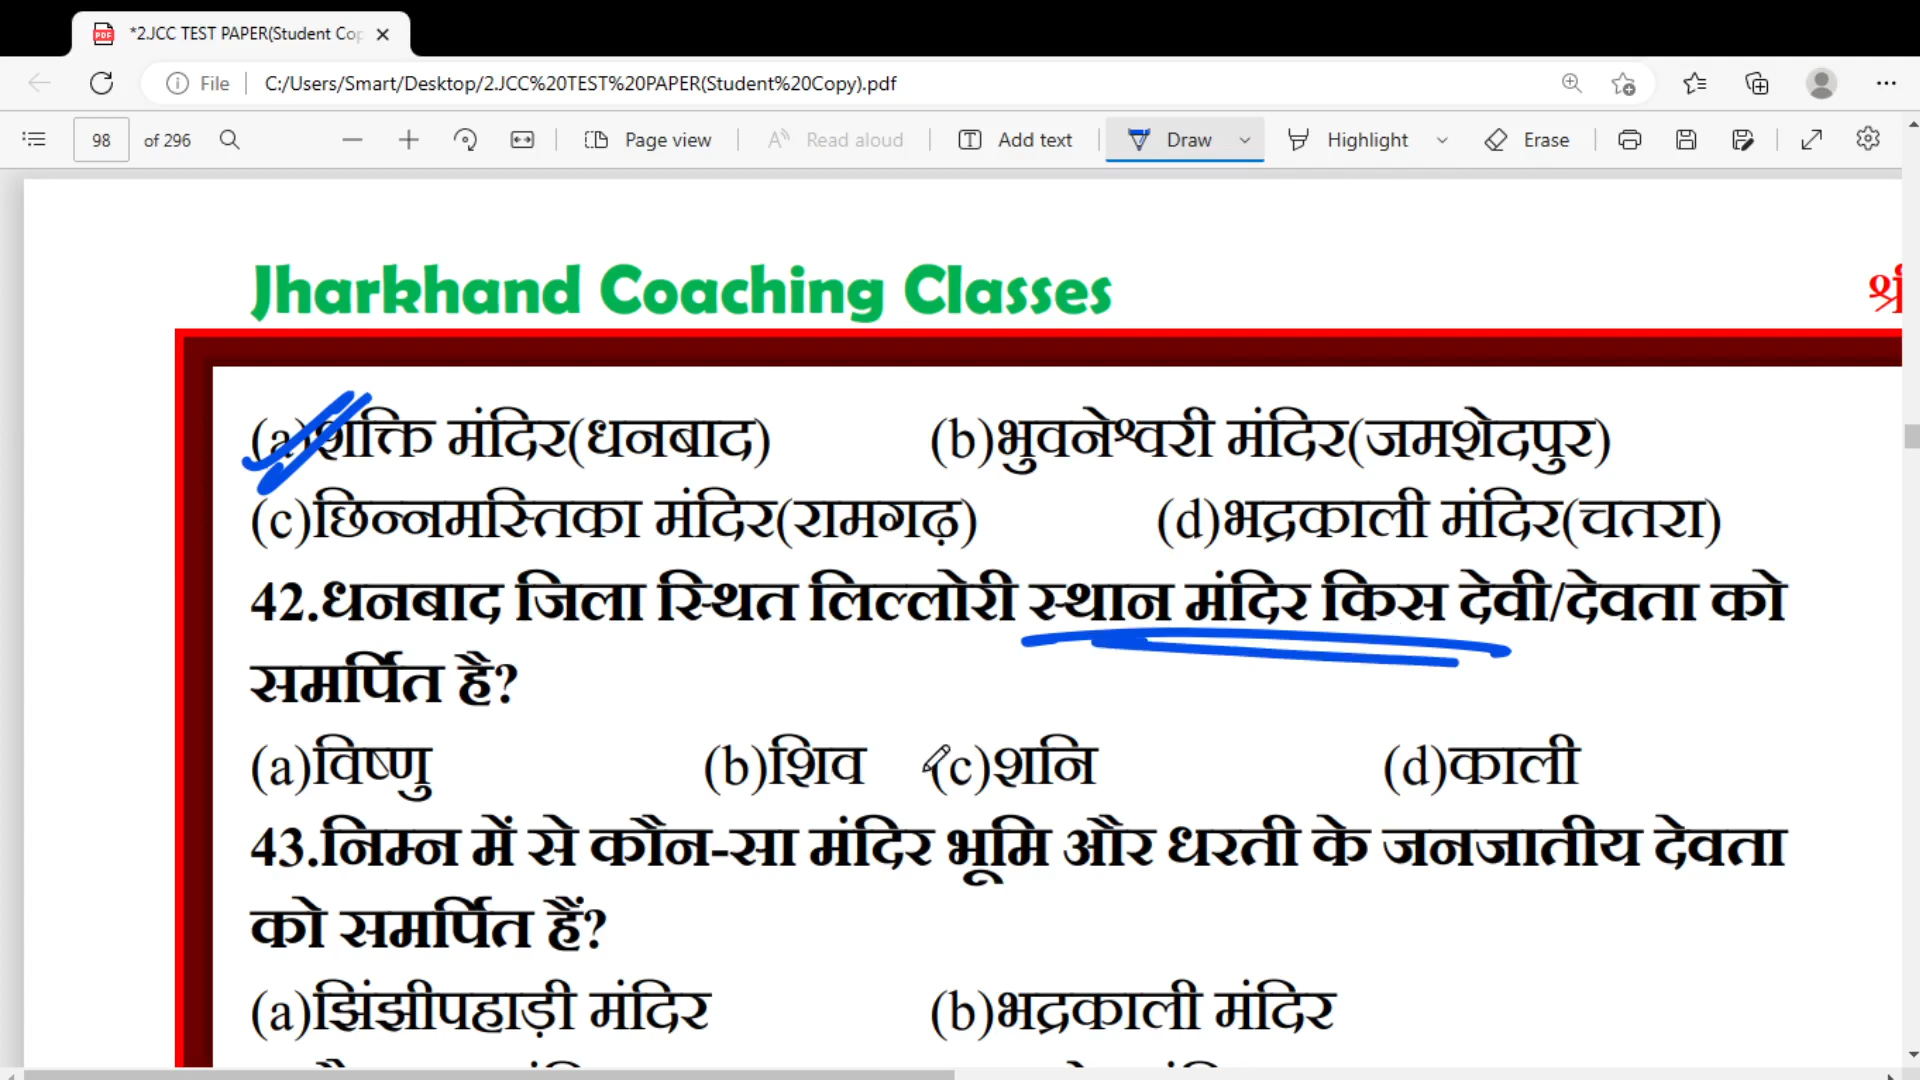 *2.JCC TEST PAPER(Student Cop
File C:/Users/Smart/Desktop/2.JCC%20TEST%20PAPER(Student%20Copy).pdf
98 of 296 Page view Read aloud Add text Draw Highlight Erase
Jharkhand Coaching Classes श्री
(a)शक्ति मंदिर(धनबाद) (b)भुवनेश्वरी मंदिर(जमशेदपुर)
(c)छिन्नमस्तिका मंदिर(रामगढ़) (d)भद्रकाली मंदिर(चतरा)
42.धनबाद जिला स्थित लिल्लोरी स्थान मंदिर किस देवी/देवता को
समर्पित है?
(a)विष्णु (b)शिव (c)शनि (d)काली
43.निम्न में से कौन-सा मंदिर भूमि और धरती के जनजातीय देवता
को समर्पित हैं?
(a)झिंझीपहाड़ी मंदिर (b)भद्रकाली मंदिर